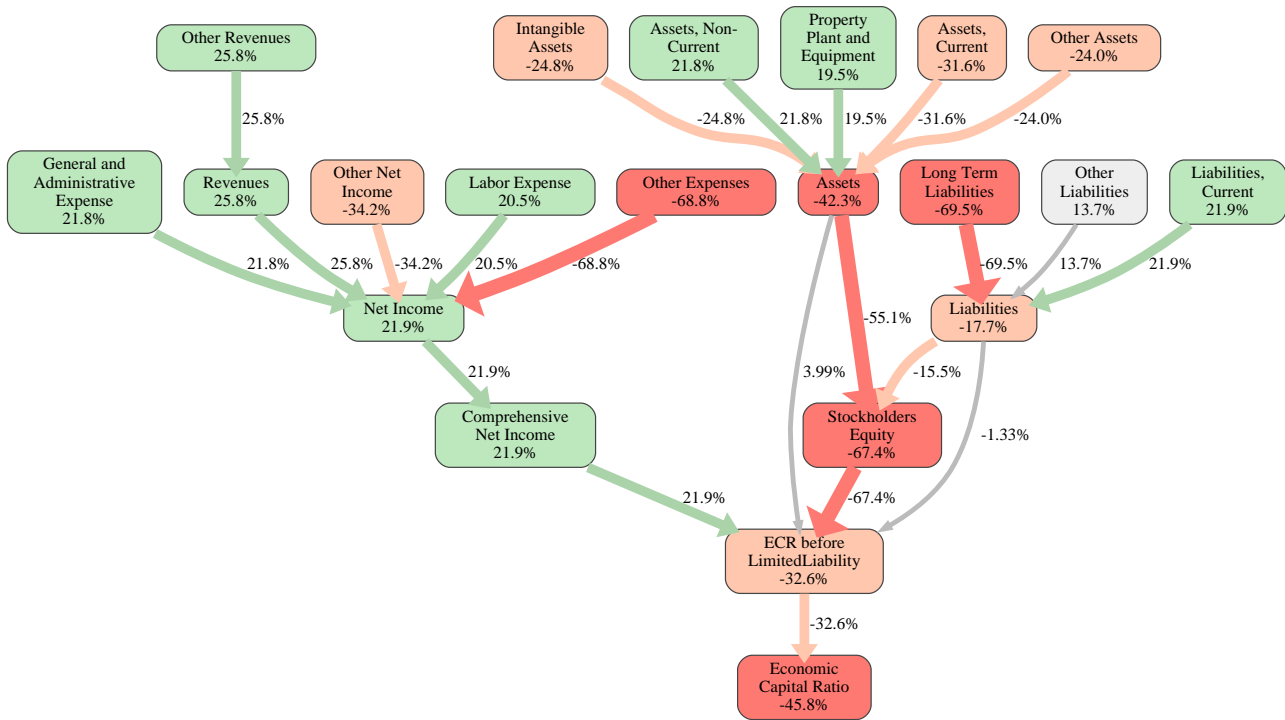 Other Revenues
25.8%
Intangible
Assets
-24.8%
Assets, Non-
Current
21.8%
Property
Plant and
Equipment
19.5%
Assets,
Current
-31.6%
Other Assets
-24.0%
25.8%
-24.8%
21.8%
19.5%
-31.6%
-24.0%
General and
Administrative
Expense
21.8%
Revenues
25.8%
Other Net
Income
-34.2%
Labor Expense
20.5%
Other Expenses
-68.8%
Assets
-42.3%
Long Term
Liabilities
-69.5%
Other
Liabilities
13.7%
Liabilities,
Current
21.9%
21.8%
25.8%
-34.2%
20.5%
-68.8%
-69.5%
13.7%
21.9%
Net Income
21.9%
Liabilities
-17.7%
21.9%
3.99%
-55.1%
-15.5%
-1.33%
Comprehensive
Net Income
21.9%
Stockholders
Equity
-67.4%
21.9%
-67.4%
ECR before
LimitedLiability
-32.6%
-32.6%
Economic
Capital Ratio
-45.8%